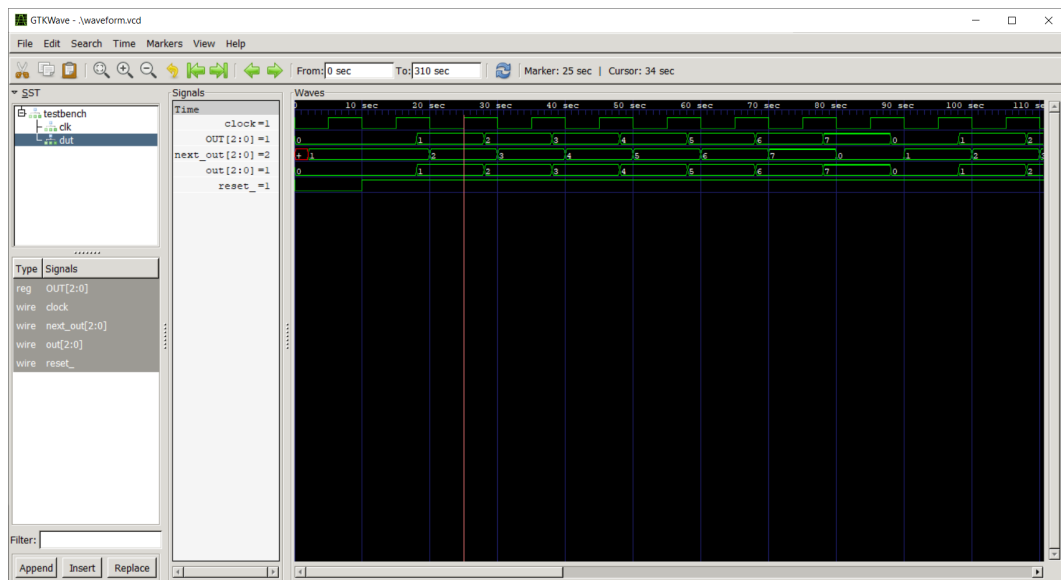 GTKWave - .\waveform.vcd
File Edit Search Time Markers View Help
From: 0 sec To: 310 sec Marker: 25 sec | Cursor: 34 sec
SST
testbench
clk
dut
Type Signals
reg OUT[2:0]
wire clock
wire next_out[2:0]
wire out[2:0]
wire reset_
Filter:
Append Insert Replace
Signals
Time
clock=1
OUT[2:0] =1
next_out[2:0] =2
out[2:0] =1
reset_=1
Waves
10 sec 20 sec 30 sec 40 sec 50 sec 60 sec 70 sec 80 sec 90 sec 100 sec 110 se
0 1 2 3 4 5 6 7 0 1 2
+ 1 2 3 4 5 6 7 0 1 2
0 1 2 3 4 5 6 7 0 1 2